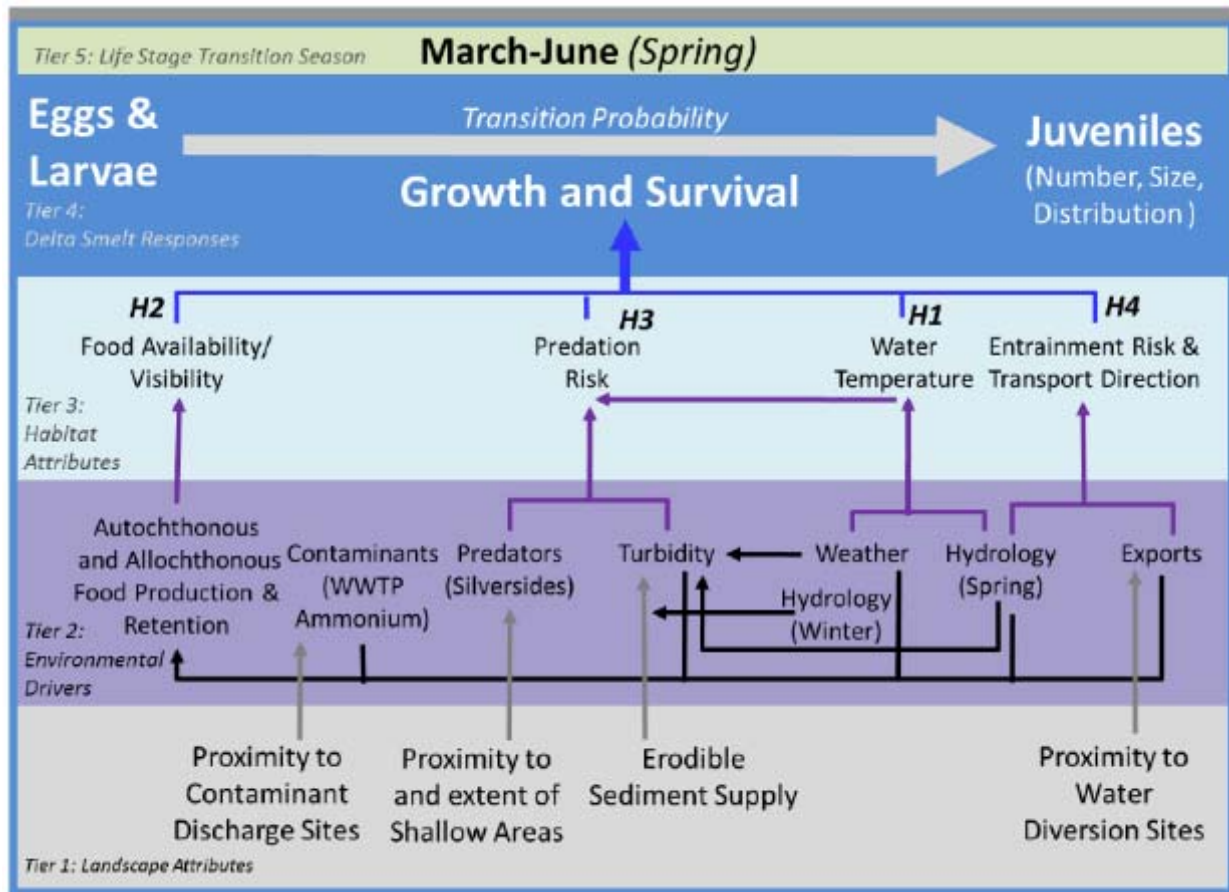 Tier 5: Life Stage Transition Season
March-June (Spring)
Eggs &
Larvae
Transition Probability
Growth and Survival
Juveniles
(Number, Size,
Distribution )
Tier 4:
Delta Smelt Responses
H2
Food Availability/
Visibility
H3
Predation
Risk
H1
Water
Temperature
H4
Entrainment Risk &
Transport Direction
Tier 3:
Habitat
Attributes
Autochthonous
and Allochthonous
Food Production &
Retention
Contaminants
(WWTP
Ammonium)
Predators
(Silversides)
Turbidity
Weather
Hydrology
(Winter)
Hydrology
(Spring)
Exports
Tier 2:
Environmental
Drivers
Proximity to
Contaminant
Discharge Sites
Proximity to
and extent of
Shallow Areas
Erodible
Sediment Supply
Proximity to
Water
Diversion Sites
Tier 1: Landscape Attributes